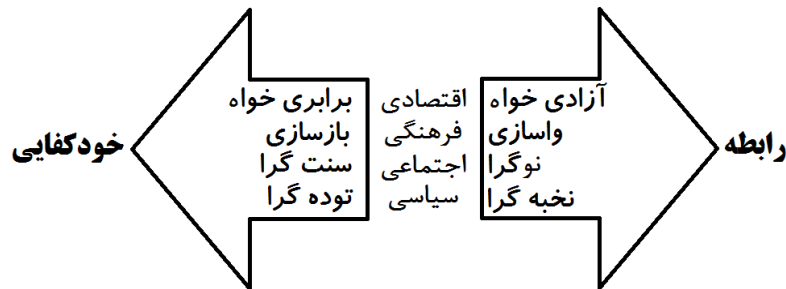 رابطه
آزادی خواه
واسازی
نوگرا
نخبه گرا
اقتصادی
فرهنگی
اجتماعی
سیاسی
برابری خواه
بازسازی
سنت گرا
توده گرا
خودکفایی